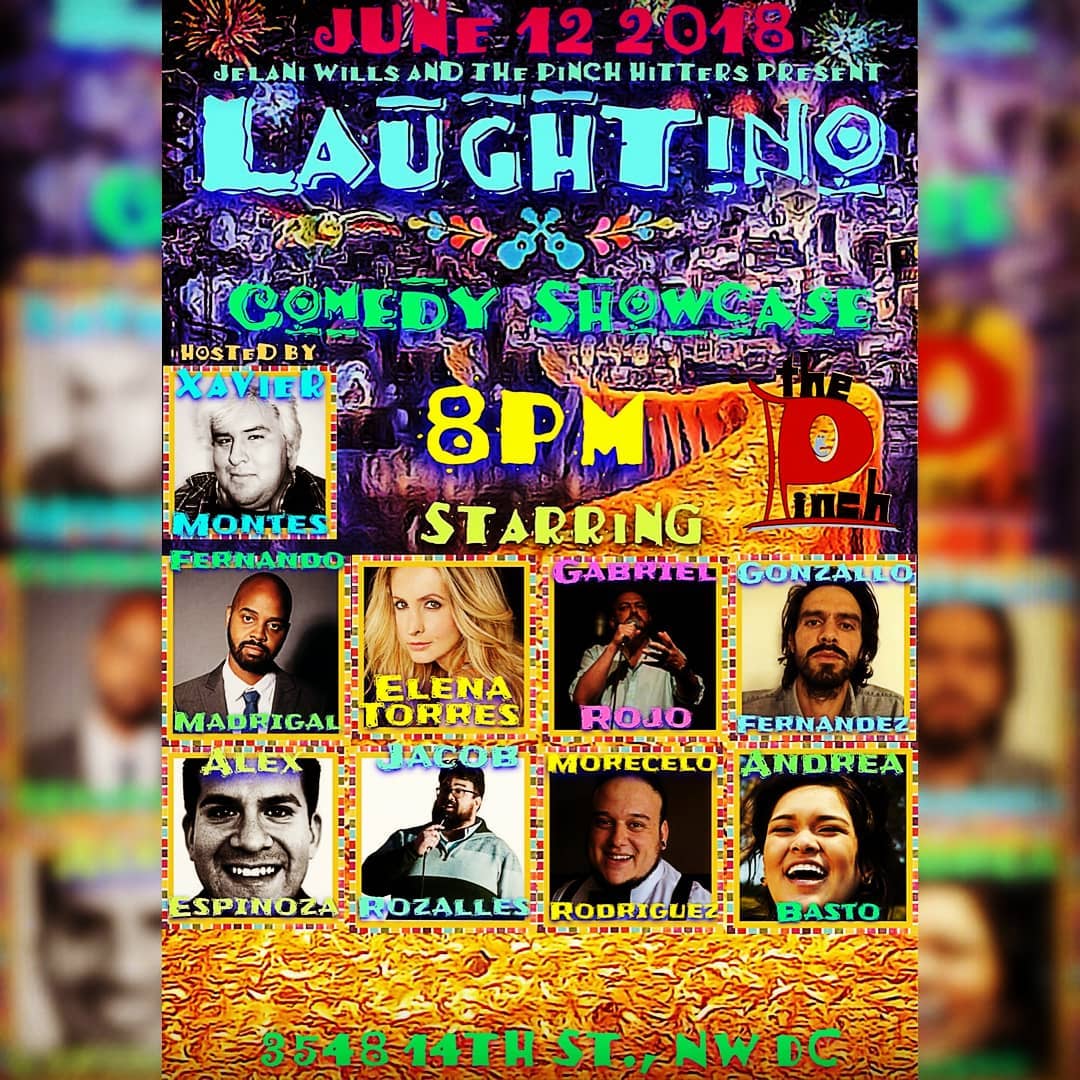 JUNE 12 2018
JELANI WILLS AND THE PINCH HITTERS PRESENT
LAUGHTINO
COMEDY SHOWCASE
HOSTED BY
XAVIER
MONTES
8PM
the
Pinch
STARRING
FERNANDO
MADRIGAL
ELENA
TORRES
GABRIEL
ROJO
GONZALLO
FERNANDEZ
ALEX
ESPINOZA
JACOB
ROZALLES
MORECELO
RODRIGUEZ
ANDREA
BASTO
3548 14TH ST., NW DC